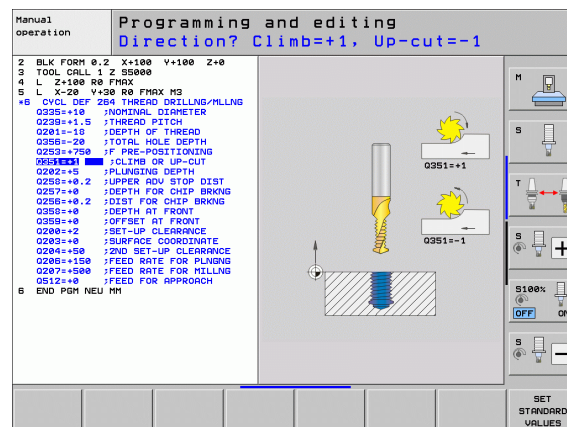 Manual
operation
Programming and editing
Direction? Climb=+1, Up-cut=-1
2 BLK FORM 0.2 X+100 Y+100 Z+0
3 TOOL CALL 1 Z S5000
4 L Z+100 R0 FMAX
5 L X-20 Y+30 R0 FMAX M3
*6 CYCL DEF 264 THREAD DRILLNG/MLLNG
Q335=+10 ;NOMINAL DIAMETER
Q239=+1.5 ;THREAD PITCH
Q201=-18 ;DEPTH OF THREAD
Q356=-20 ;TOTAL HOLE DEPTH
Q253=+750 ;F PRE-POSITIONING
Q351=+1 ;CLIMB OR UP-CUT
Q202=+5 ;PLUNGING DEPTH
Q258=+0.2 ;UPPER ADV STOP DIST
Q257=+0 ;DEPTH FOR CHIP BRKNG
Q256=+0.2 ;DIST FOR CHIP BRKNG
Q358=+0 ;DEPTH AT FRONT
Q359=+0 ;OFFSET AT FRONT
Q200=+2 ;SET-UP CLEARANCE
Q203=+0 ;SURFACE COORDINATE
Q204=+50 ;2ND SET-UP CLEARANCE
Q206=+150 ;FEED RATE FOR PLNGNG
Q207=+500 ;FEED RATE FOR MILLNG
Q512=+0 ;FEED FOR APPROACH
6 END PGM NEU MM
Q351=+1
Q351=-1
M
S
T
S
+
S100%
OFF ON
S
-
SET
STANDARD
VALUES